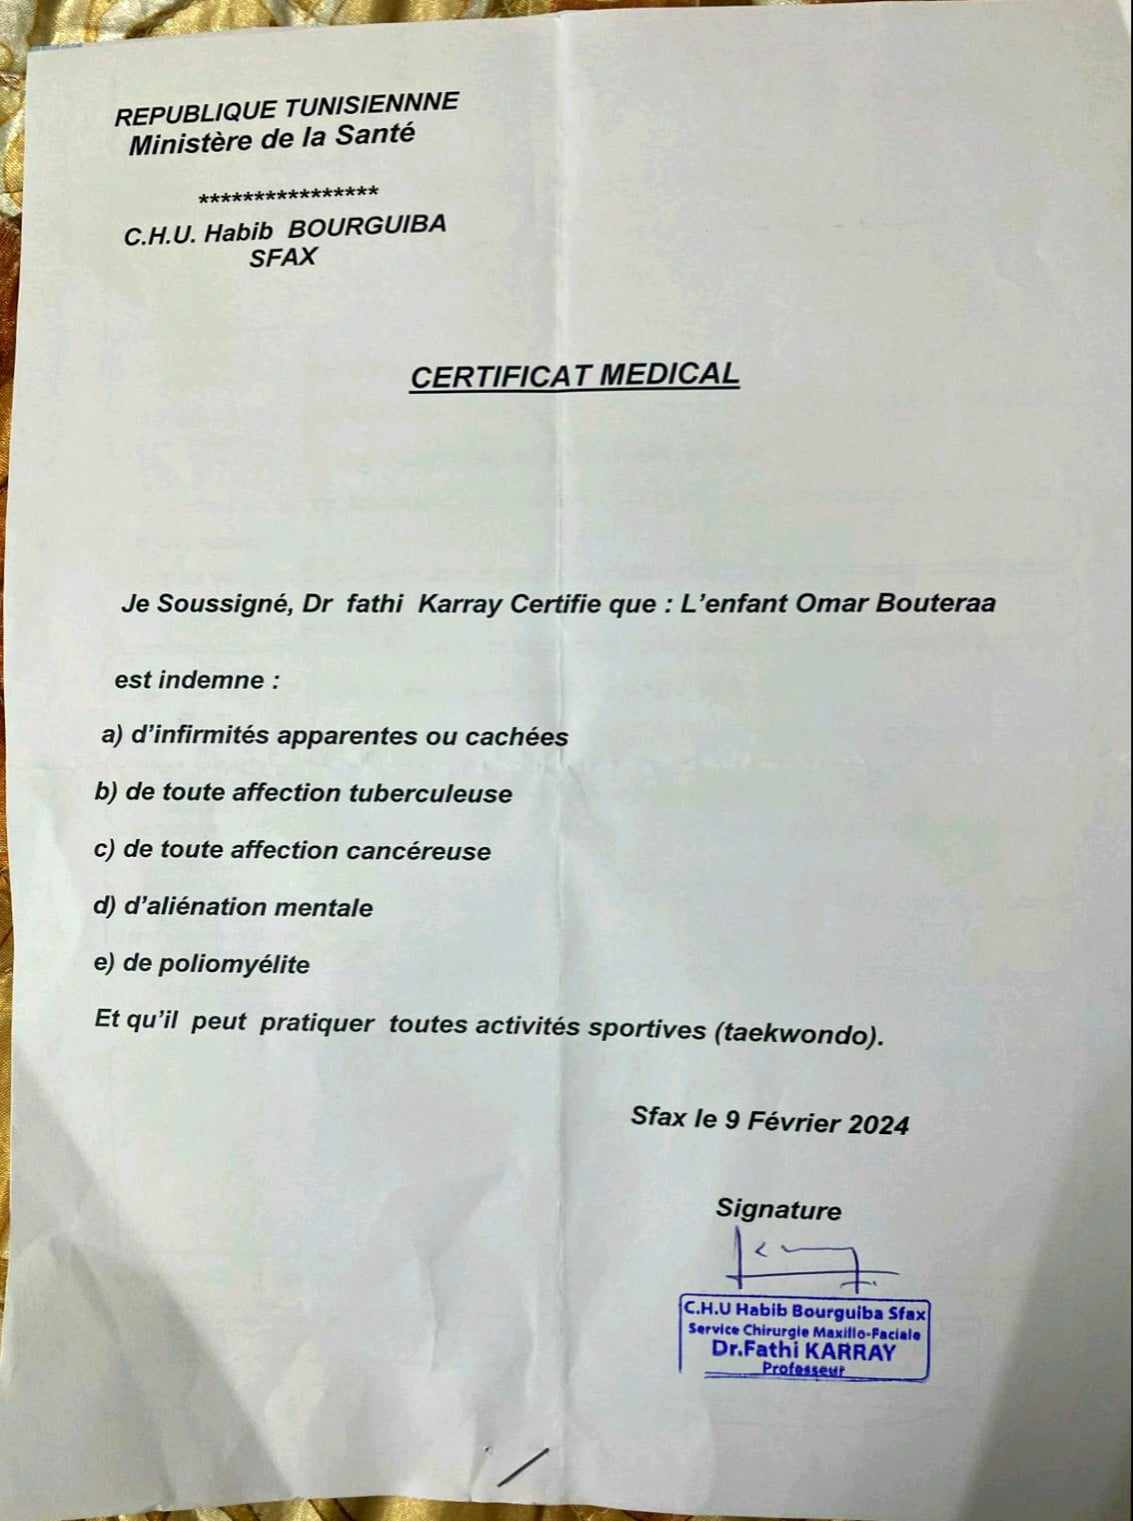 REPUBLIQUE TUNISIENNNE
Ministère de la Santé
****************
C.H.U. Habib BOURGUIBA
SFAX
CERTIFICAT MEDICAL
Je Soussigné, Dr fathi Karray Certifie que : L'enfant Omar Bouteraa
est indemne :
a) d'infirmités apparentes ou cachées
b) de toute affection tuberculeuse
c) de toute affection cancéreuse
d) d'aliénation mentale
e) de poliomyélite
Et qu'il peut pratiquer toutes activités sportives (taekwondo).
Sfax le 9 Février 2024
Signature
C.H.U Habib Bourguiba Sfax
Service Chirurgie Maxillo-Faciale
Dr.Fathi KARRAY
Professeur